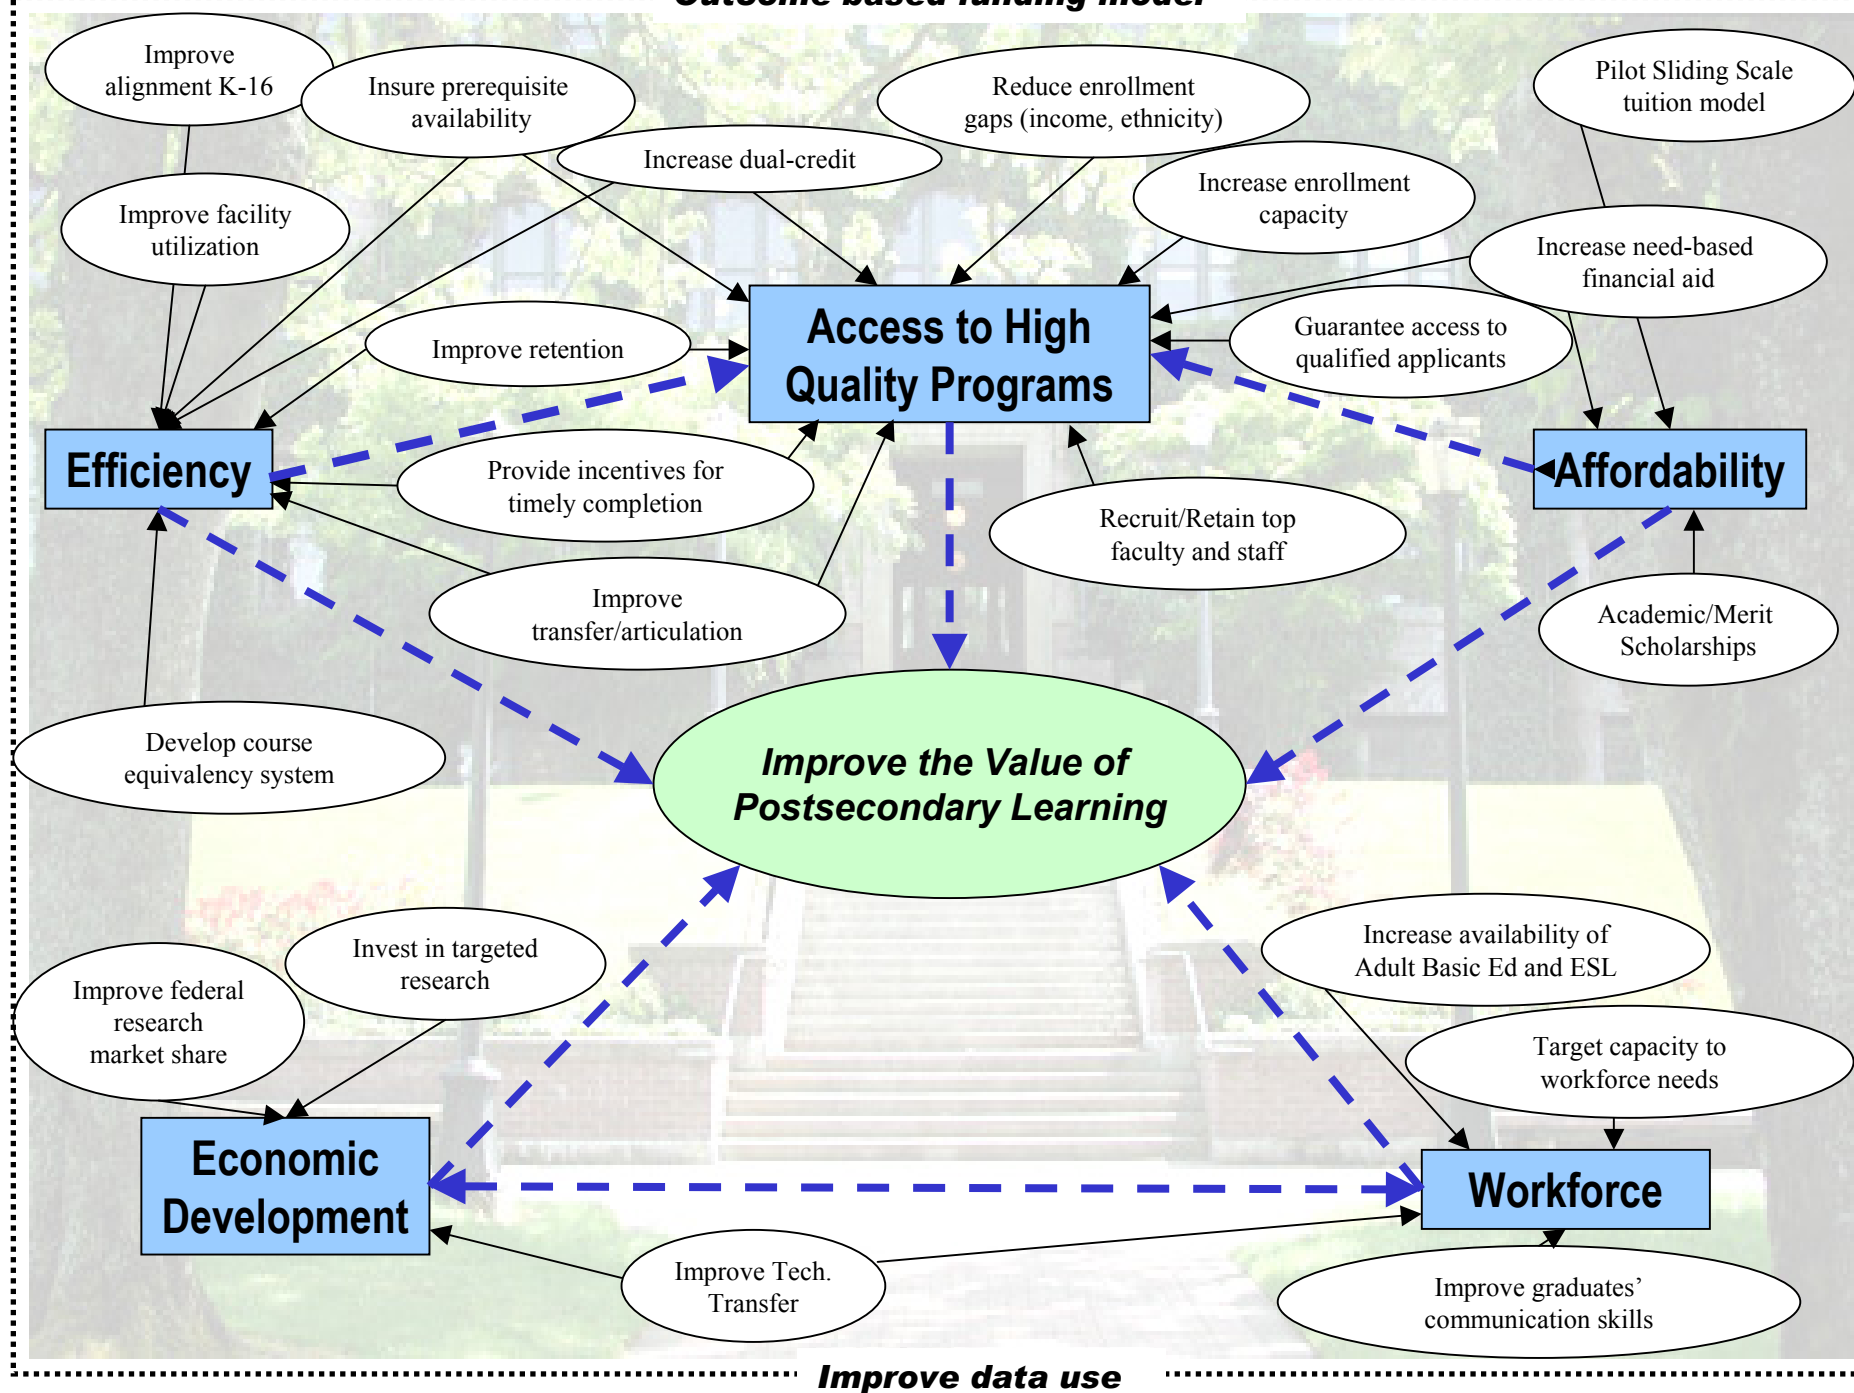 Outcome based funding model
Improve
alignment K-16
Insure prerequisite
availability
Reduce enrollment
gaps (income, ethnicity)
Pilot Sliding Scale
tuition model
Increase dual-credit
Increase enrollment
capacity
Improve facility
utilization
Increase need-based
financial aid
Improve retention
Access to High
Quality Programs
Guarantee access to
qualified applicants
Efficiency
Provide incentives for
timely completion
Affordability
Recruit/Retain top
faculty and staff
Improve
transfer/articulation
Academic/Merit
Scholarships
Develop course
equivalency system
Improve the Value of
Postsecondary Learning
Invest in targeted
research
Increase availability of
Adult Basic Ed and ESL
Improve federal
research
market share
Target capacity to
workforce needs
Economic
Development
Workforce
Improve Tech.
Transfer
Improve graduates’
communication skills
Improve data use